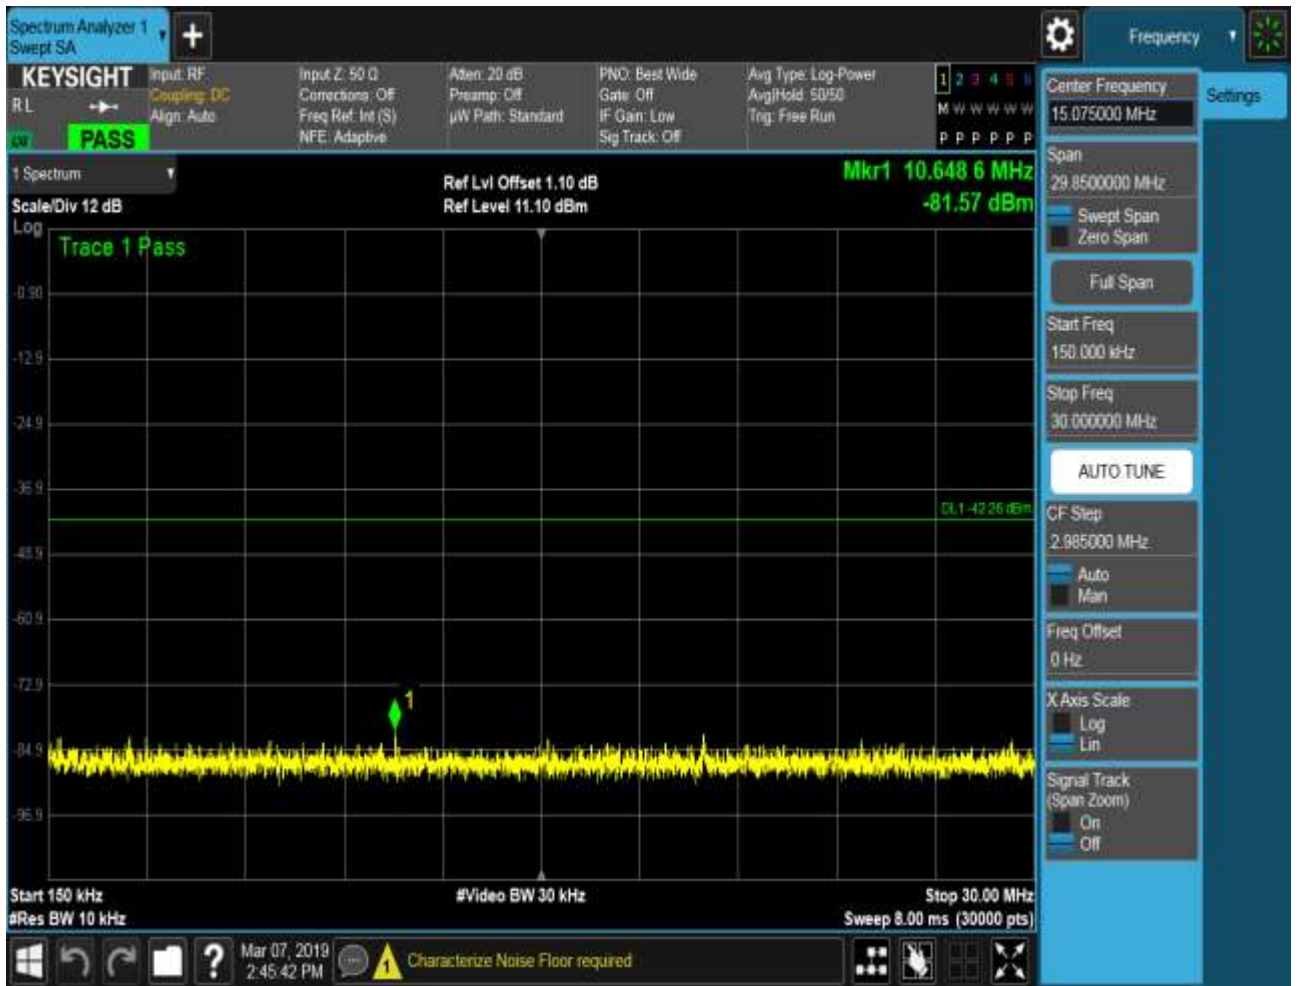 Spectrum Analyzer 1
Swept SA
Frequency
KEYSIGHT
R L
PASS
Input: RF
Coupling: DC
Align: Auto
Input Z: 50 Ω
Corrections: Off
Freq Ref: Int (S)
NFE: Adaptive
Atten: 20 dB
Preamp: Off
µW Path: Standard
PNO: Best Wide
Gate: Off
IF Gain: Low
Sig Track: Off
Avg Type: Log-Power
Avg|Hold: 50/50
Trig: Free Run
1 2 3 4 5 6
M W W W W W
P P P P P P
1 Spectrum
Scale/Div 12 dB
Ref Lvl Offset 1.10 dB
Ref Level 11.10 dBm
Mkr1 10.648 6 MHz
-81.57 dBm
Log
Trace 1 Pass
-0.90
-12.9
-24.9
-36.9
DL1 -42.26 dBm
-48.9
-60.9
-72.9
1
-84.9
-96.9
Start 150 kHz
#Video BW 30 kHz
Stop 30.00 MHz
#Res BW 10 kHz
Sweep 8.00 ms (30000 pts)
Center Frequency
15.075000 MHz
Settings
Span
29.8500000 MHz
Swept Span
Zero Span
Full Span
Start Freq
150.000 kHz
Stop Freq
30.000000 MHz
AUTO TUNE
CF Step
2.985000 MHz
Auto
Man
Freq Offset
0 Hz
X Axis Scale
Log
Lin
Signal Track
(Span Zoom)
On
Off
?
Mar 07, 2019
2:45:42 PM
1
Characterize Noise Floor required